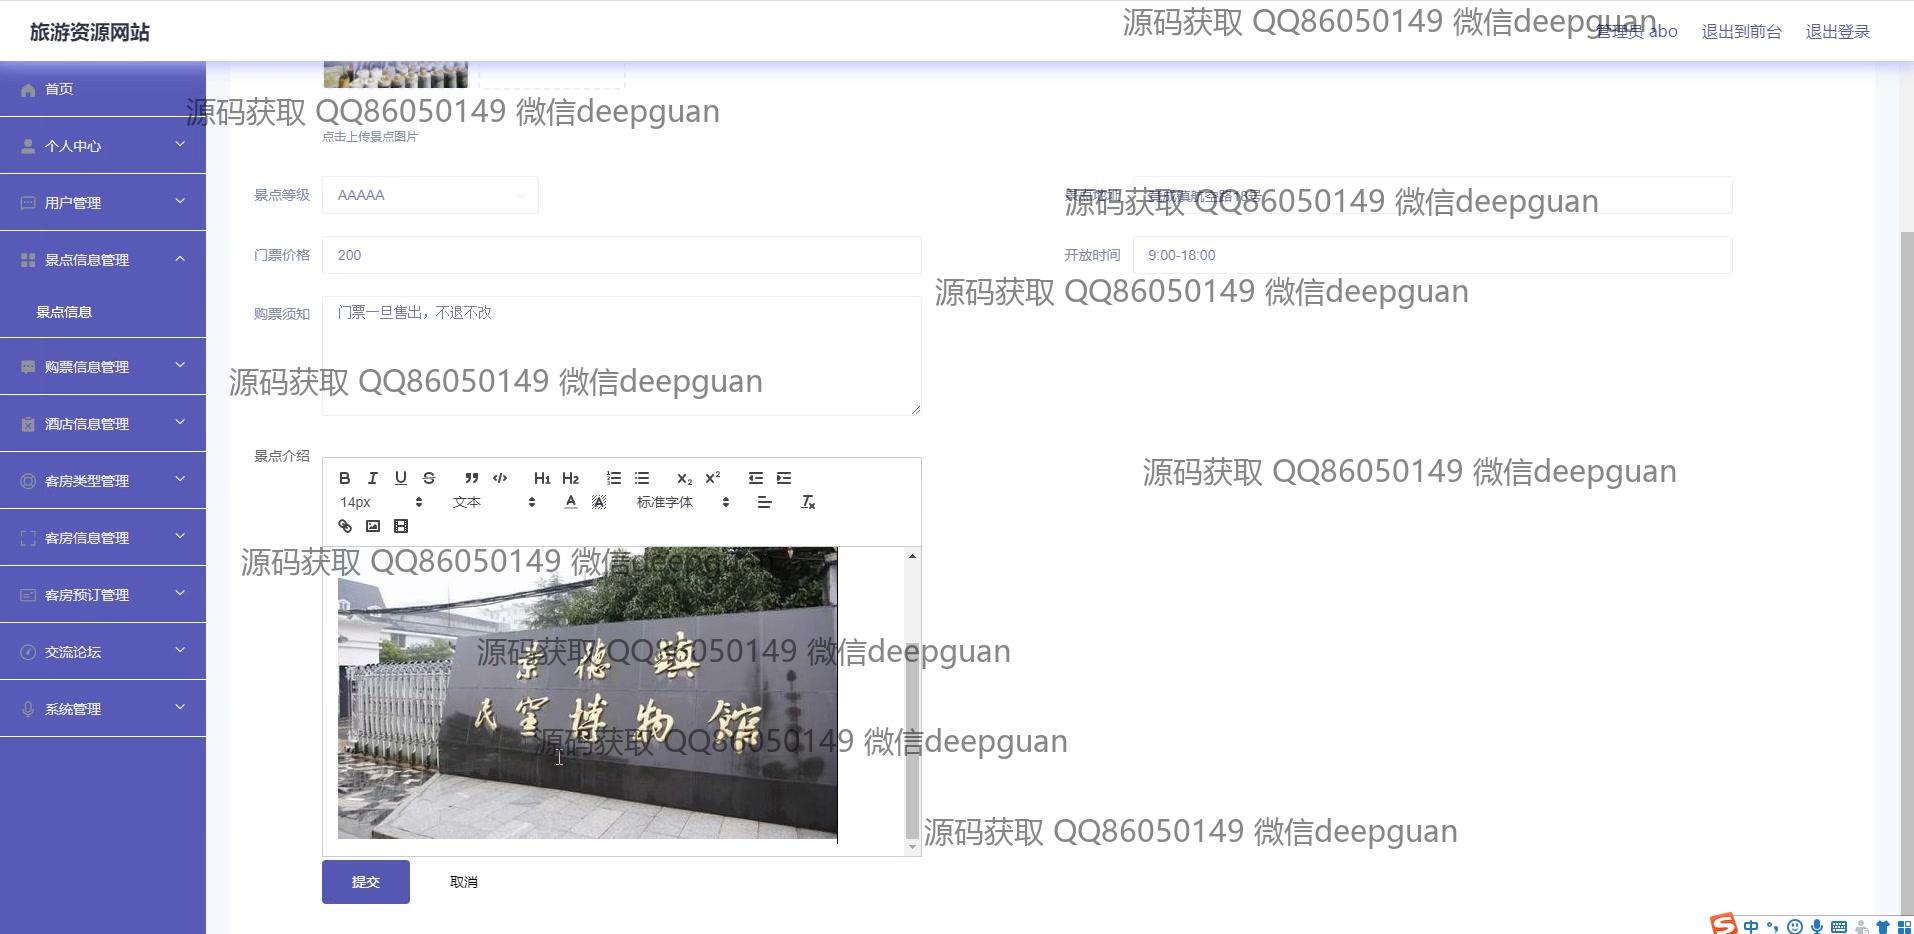 旅游资源网站
源码获取 QQ86050149 微信deepguan
管理员 abo 退出到前台 退出登录
首页
源码获取 QQ86050149 微信deepguan
点击上传景点图片
个人中心
景点等级 AAAAA
景点地址
源码获取 QQ86050149 微信deepguan
用户管理
门票价格 200
开放时间 9:00-18:00
景点信息管理
源码获取 QQ86050149 微信deepguan
购票须知 门票一旦售出，不退不改
景点信息
购票信息管理
源码获取 QQ86050149 微信deepguan
酒店信息管理
景点介绍
源码获取 QQ86050149 微信deepguan
客房类型管理
B I U S H1 H2 X2 X2
14px 文本 A A 标准字体 Tx
客房信息管理
源码获取 QQ86050149 微信deepguan
客房预订管理
交流论坛
源码获取 QQ86050149 微信deepguan
景德镇
民窑博物馆
系统管理
源码获取 QQ86050149 微信deepguan
源码获取 QQ86050149 微信deepguan
提交 取消
S 中